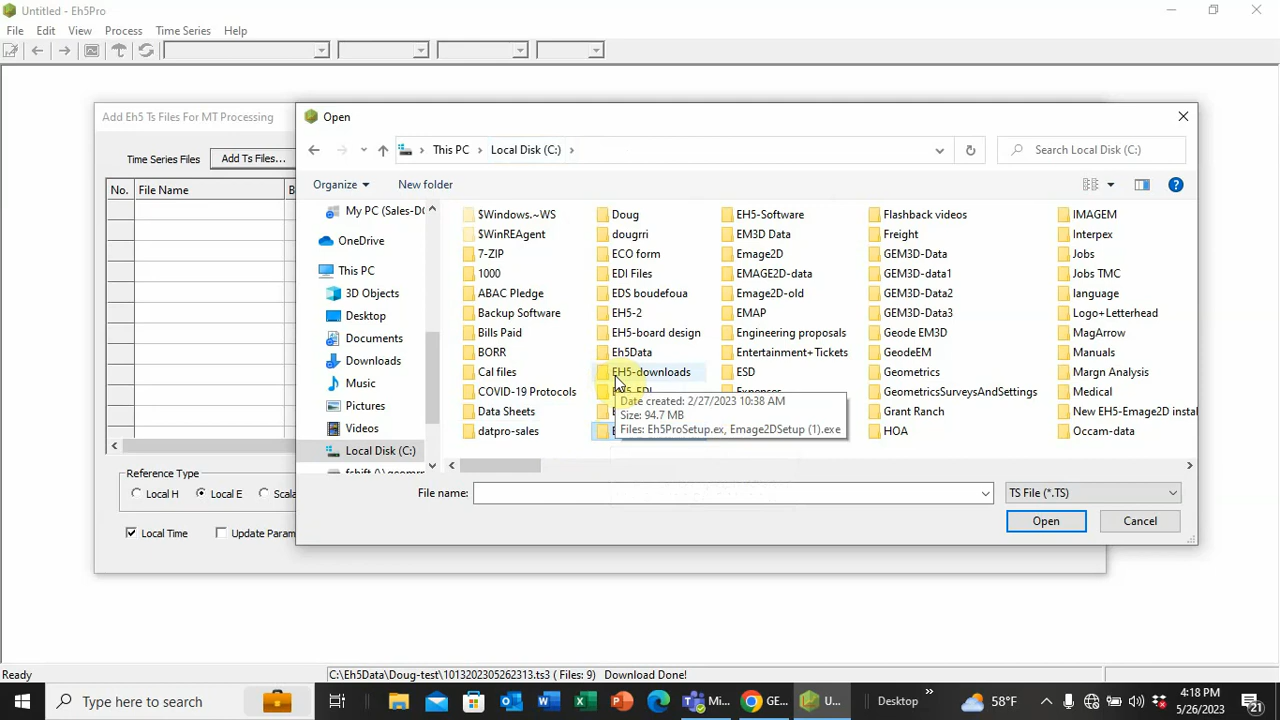 Untitled - Eh5Pro
File Edit View Process Time Series Help
Add Eh5 Ts Files For MT Processing
Time Series Files Add Ts Files...
No. File Name
Reference Type
Local H Local E
Local Time
Open
This PC > Local Disk (C:) >
Search Local Disk (C:)
Organize New folder
My PC (Sales-D
OneDrive
This PC
3D Objects
Desktop
Documents
Downloads
Music
Pictures
Videos
Local Disk (C:)
$Windows.~WS
$WinREAgent
7-ZIP
1000
ABAC Pledge
Backup Software
Bills Paid
BORR
Cal files
COVID-19 Protocols
Data Sheets
datpro-sales
Doug
dougrri
ECO form
EDI Files
EDS boudefoua
EH5-2
EH5-board design
Eh5Data
EH5-downloads
EH5-Software
EM3D Data
Emage2D
EMAGE2D-data
Emage2D-old
EMAP
Engineering proposals
Entertainment+Tickets
ESD
Expenses
Flashback videos
Freight
GEM3D-Data
GEM3D-data1
GEM3D-Data2
GEM3D-Data3
Geode EM3D
GeodeEM
Geometrics
GeometricsSurveysAndSettings
Grant Ranch
HOA
IMAGEM
Interpex
Jobs
Jobs TMC
language
Logo+Letterhead
MagArrow
Manuals
Margn Analysis
Medical
New EH5-Emage2D instal
Occam-data
Date created: 2/27/2023 10:38 AM
Size: 94.7 MB
Files: Eh5ProSetup.ex, Emage2DSetup (1).exe
File name: TS File (*.TS)
Open Cancel
Ready C:\Eh5Data\Doug-test\1013202305262313.ts3 ( Files: 9) Download Done!
Type here to search Mi... GE... U... Desktop » 58°F 4:18 PM
5/26/2023
21